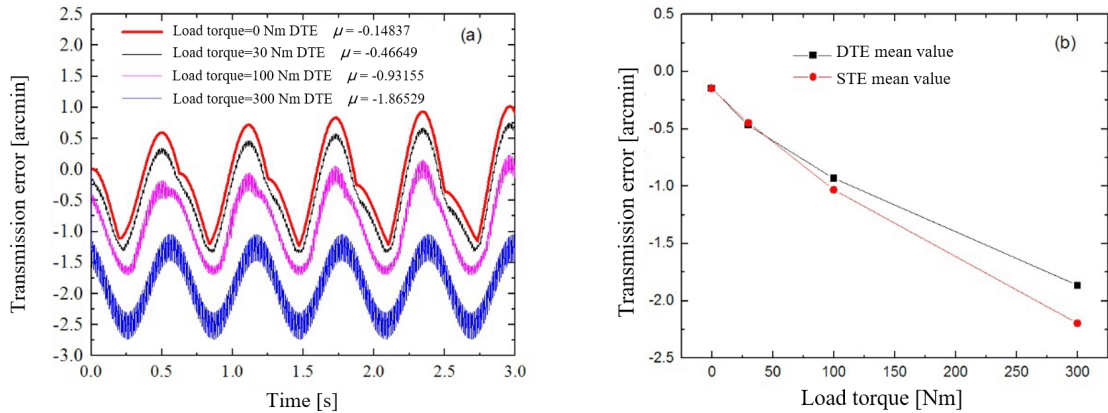 (a)
Load torque=0 Nm DTE μ = -0.14837
Load torque=30 Nm DTE μ = -0.46649
Load torque=100 Nm DTE μ = -0.93155
Load torque=300 Nm DTE μ = -1.86529
2.5
2.0
1.5
1.0
0.5
0.0
-0.5
-1.0
-1.5
-2.0
-2.5
-3.0
Transmission error [arcmin]
0.0 0.5 1.0 1.5 2.0 2.5 3.0
Time [s]
(b)
DTE mean value
STE mean value
0.5
0.0
-0.5
-1.0
-1.5
-2.0
-2.5
Transmission error [arcmin]
0 50 100 150 200 250 300
Load torque [Nm]